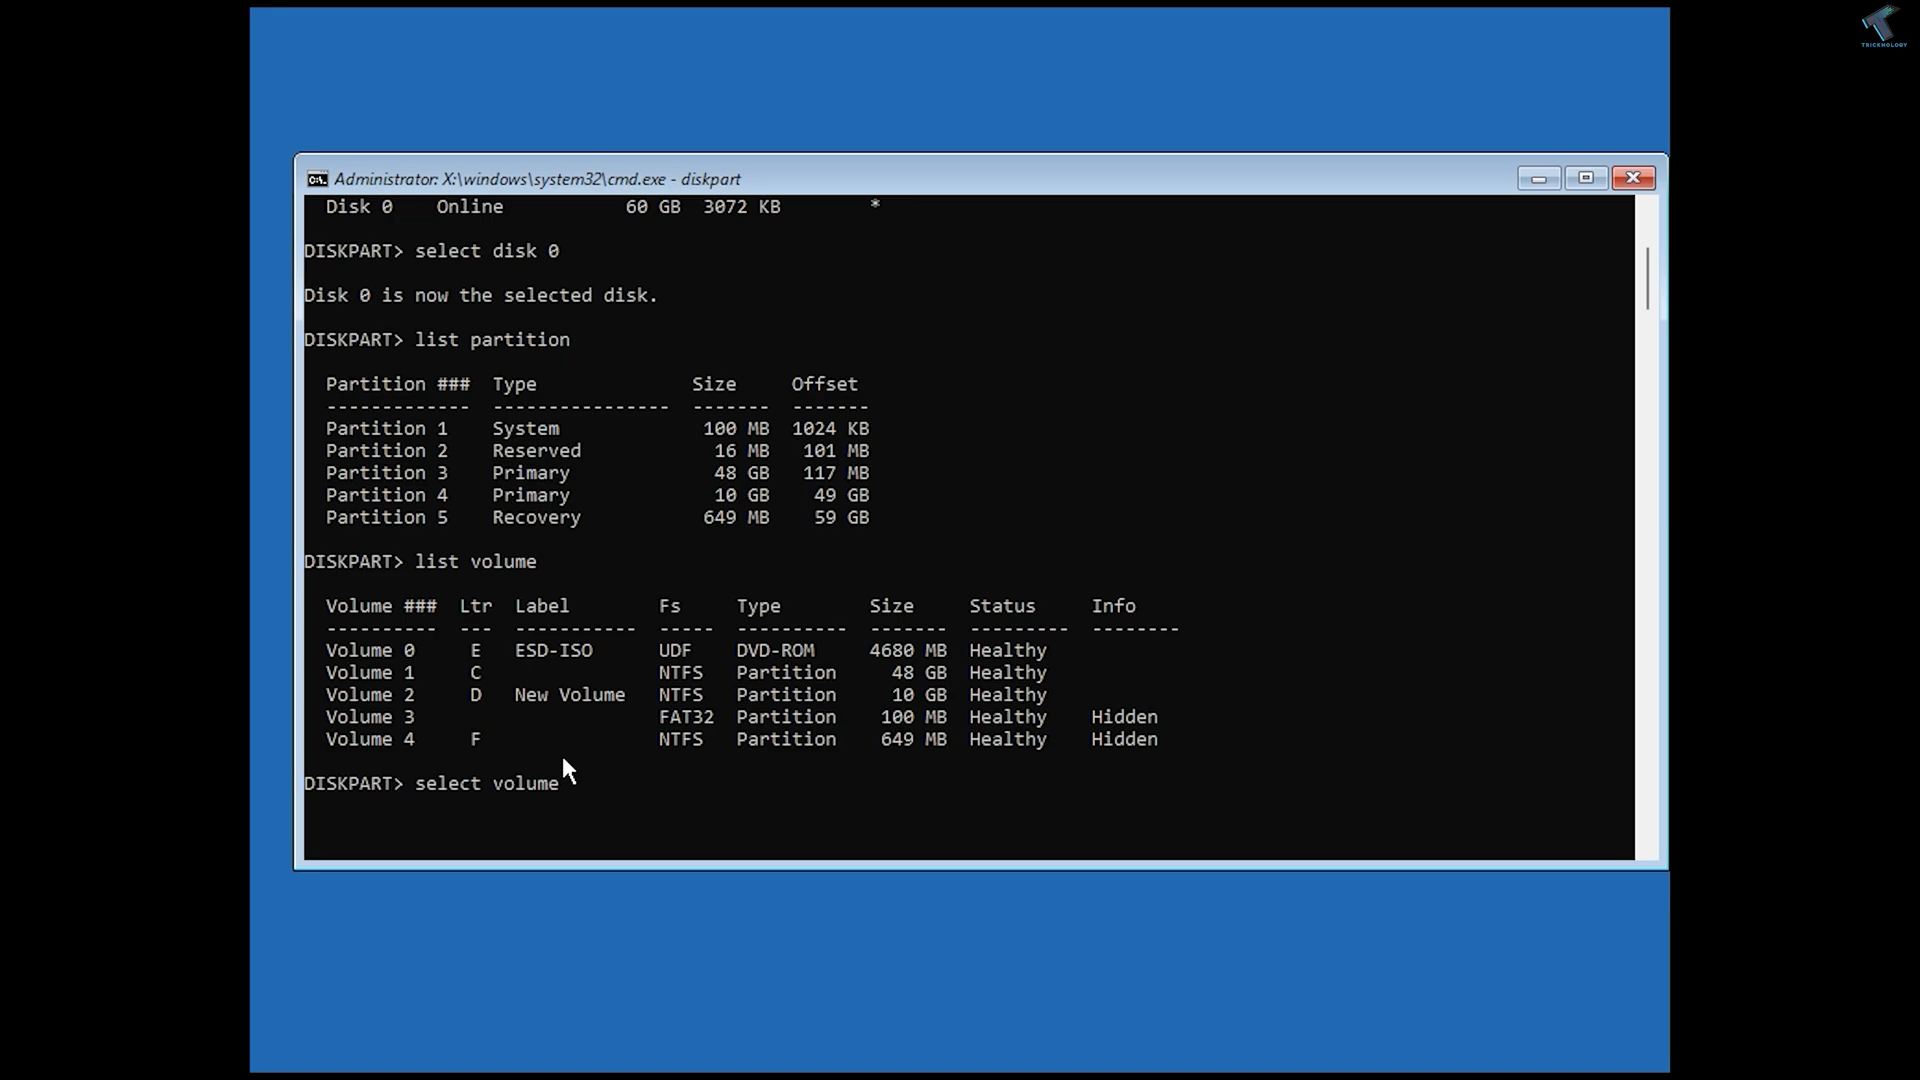 TRICKNOLOGY
Administrator: X:\windows\system32\cmd.exe - diskpart
Disk 0    Online           60 GB  3072 KB        *
DISKPART> select disk 0
Disk 0 is now the selected disk.
DISKPART> list partition
Partition ###  Type              Size     Offset
-------------  ----------------  -------  -------
Partition 1    System             100 MB  1024 KB
Partition 2    Reserved            16 MB   101 MB
Partition 3    Primary             48 GB   117 MB
Partition 4    Primary             10 GB    49 GB
Partition 5    Recovery           649 MB    59 GB
DISKPART> list volume
Volume ###  Ltr  Label        Fs     Type        Size     Status     Info
----------  ---  -----------  -----  ----------  -------  ---------  --------
Volume 0     E   ESD-ISO      UDF    DVD-ROM     4680 MB  Healthy
Volume 1     C                NTFS   Partition     48 GB  Healthy
Volume 2     D   New Volume   NTFS   Partition     10 GB  Healthy
Volume 3                      FAT32  Partition    100 MB  Healthy    Hidden
Volume 4     F                NTFS   Partition    649 MB  Healthy    Hidden
DISKPART> select volume